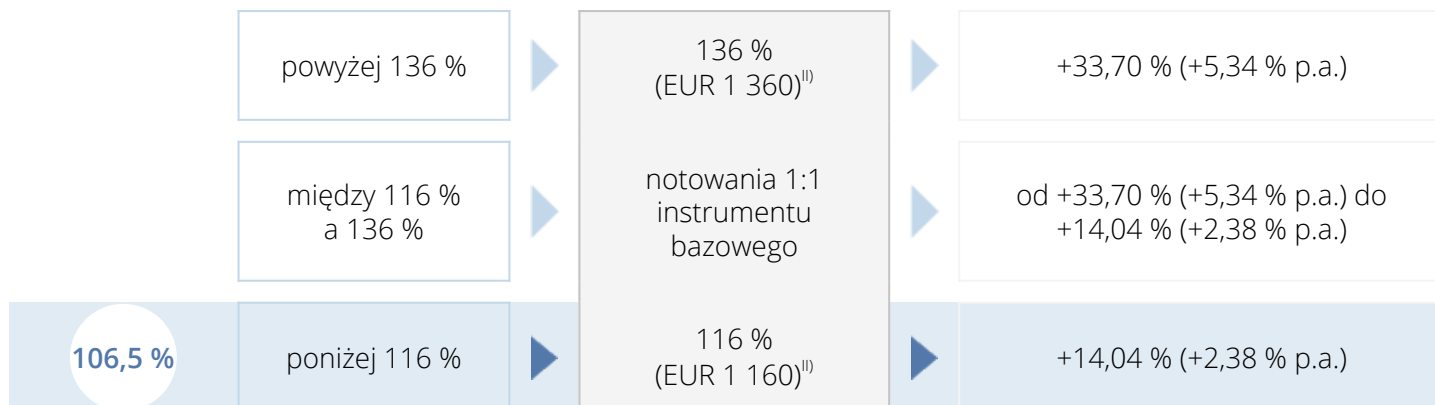 powyżej 136 %
136 %
(EUR 1 360)II)
+33,70 % (+5,34 % p.a.)
między 116 %
a 136 %
notowania 1:1
instrumentu
bazowego
od +33,70 % (+5,34 % p.a.) do
+14,04 % (+2,38 % p.a.)
106,5 %
poniżej 116 %
116 %
(EUR 1 160)II)
+14,04 % (+2,38 % p.a.)